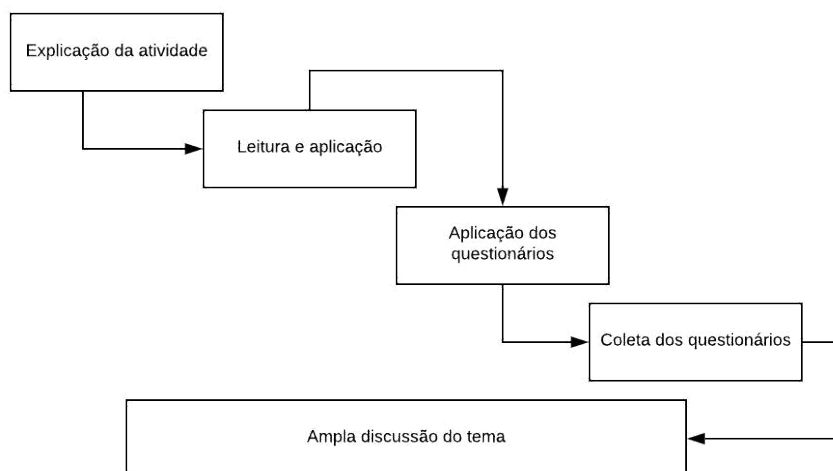 Explicação da atividade
Leitura e aplicação
Aplicação dos
questionários
Coleta dos questionários
Ampla discussão do tema